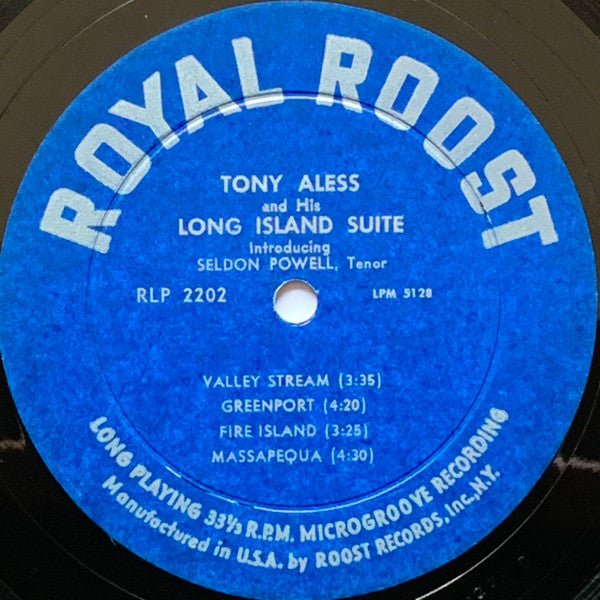 ROYAL ROOST
TONY ALESS
and His
LONG ISLAND SUITE
Introducing
SELDON POWELL, Tenor
RLP 2202
LPM 5128
VALLEY STREAM (3:35)
GREENPORT (4:20)
FIRE ISLAND (3:25)
MASSAPEQUA (4:30)
LONG PLAYING 33⅓ R.P.M. MICROGROOVE RECORDING
Manufactured in U.S.A. by ROOST RECORDS, Inc., N.Y.